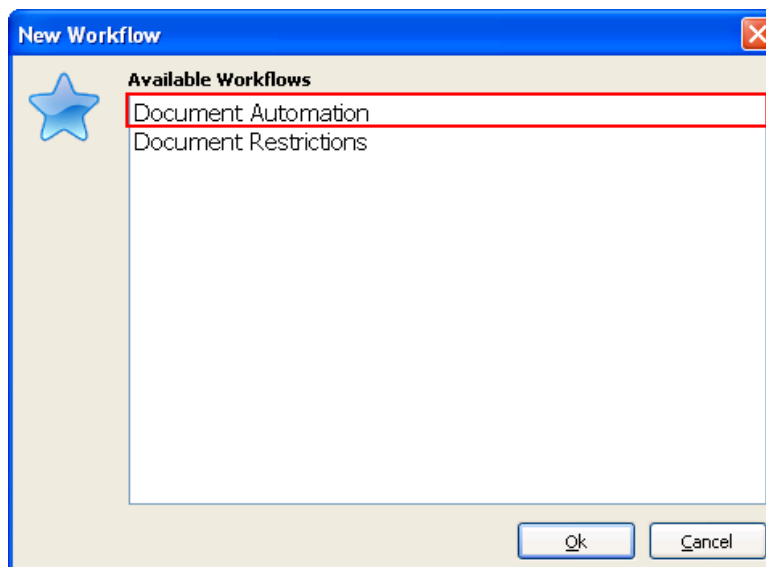 New Workflow
Available Workflows
Document Automation
Document Restrictions
Ok
Cancel